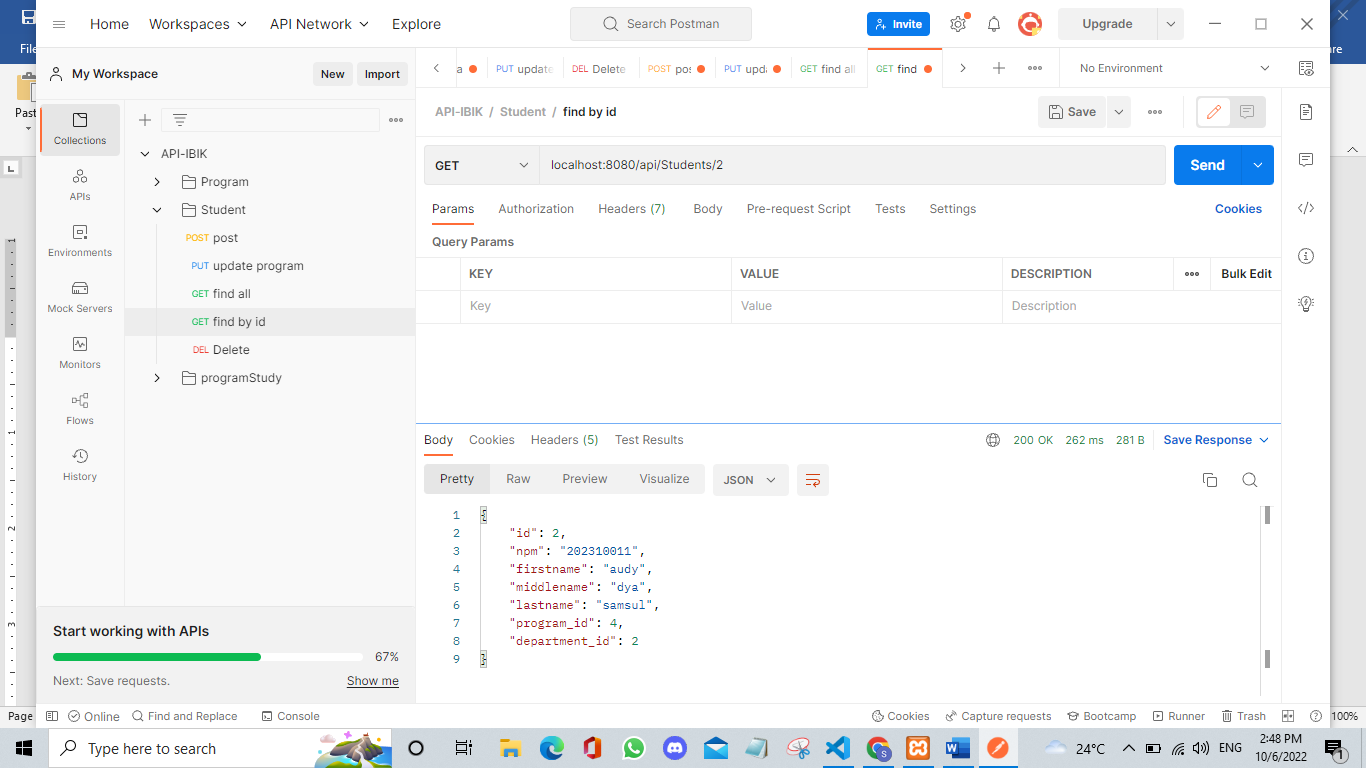 Home Workspaces API Network Explore Search Postman Invite Upgrade
File
re
My Workspace New Import
a PUT update DEL Delete POST pos PUT upda GET find all GET find No Environment
Past
API-IBIK / Student / find by id Save
Collections
APIs
Environments
Mock Servers
Monitors
Flows
History
API-IBIK
Program
Student
POST post
PUT update program
GET find all
GET find by id
DEL Delete
programStudy
GET localhost:8080/api/Students/2 Send
Params Authorization Headers (7) Body Pre-request Script Tests Settings Cookies
Query Params
KEY VALUE DESCRIPTION Bulk Edit
Key Value Description
Body Cookies Headers (5) Test Results 200 OK 262 ms 281 B Save Response
Pretty Raw Preview Visualize JSON
1 {
2 "id": 2,
3 "npm": "202310011",
4 "firstname": "audy",
5 "middlename": "dya",
6 "lastname": "samsul",
7 "program_id": 4,
8 "department_id": 2
9 }
Start working with APIs
67%
Next: Save requests. Show me
Page Online Find and Replace Console Cookies Capture requests Bootcamp Runner Trash 100%
Type here to search 24°C ENG 2:48 PM
10/6/2022 1